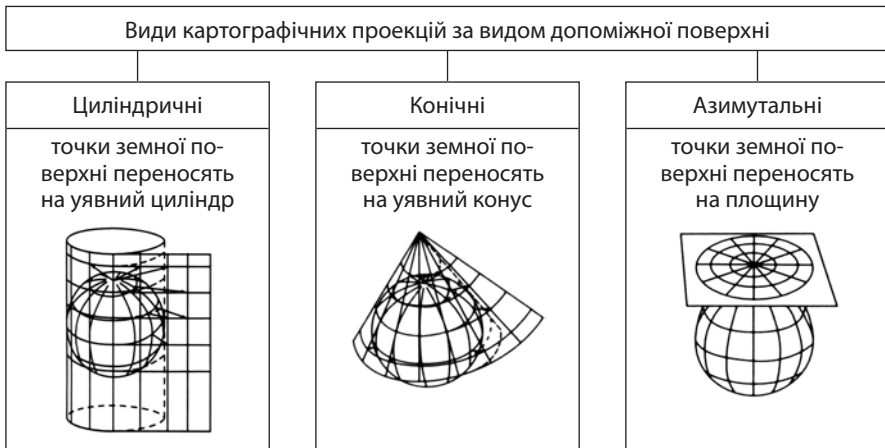 Види картографічних проекцій за видом допоміжної поверхні
Циліндричні
точки земної по-
верхні переносять
на уявний циліндр
Конічні
точки земної по-
верхні переносять
на уявний конус
Азимутальні
точки земної по-
верхні переносять
на площину